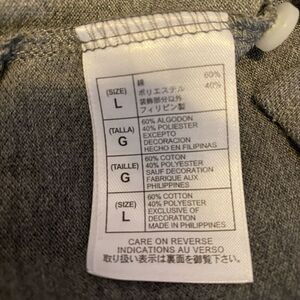 (SIZE)
L
綿 60%
ポリエステル 40%
装飾部分以外
フィリピン製
(TALLA)
G
60% ALGODON
40% POLIESTER
EXCEPTO
DECORACION
HECHO EN FILIPINAS
(TAILLE)
G
60% COTON
40% POLYESTER
SAUF DECORATION
FABRIQUE AUX
PHILIPPINES
(SIZE)
L
60% COTTON
40% POLYESTER
EXCLUSIVE OF
DECORATION
MADE IN PHILIPPINES
CARE ON REVERSE
INDICATIONS AU VERSO
取り扱い表示は裏面を御覧下さい